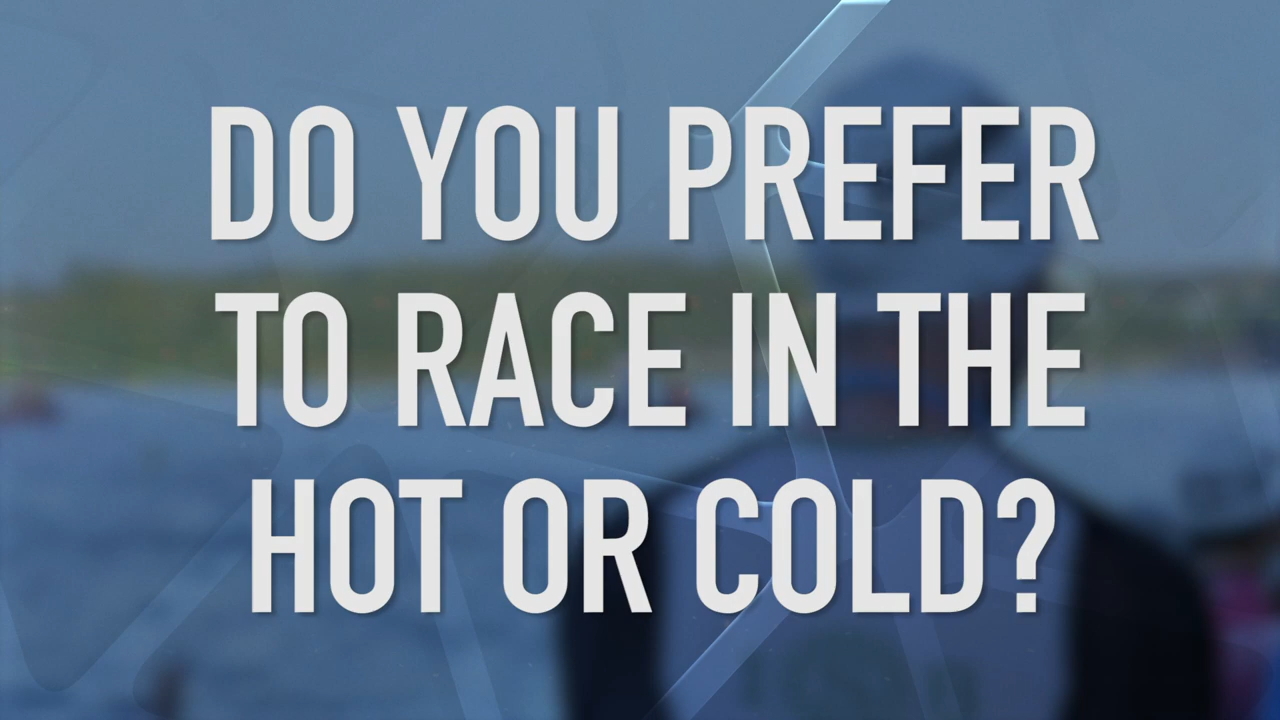 DO YOU PREFER
TO RACE IN THE
HOT OR COLD?